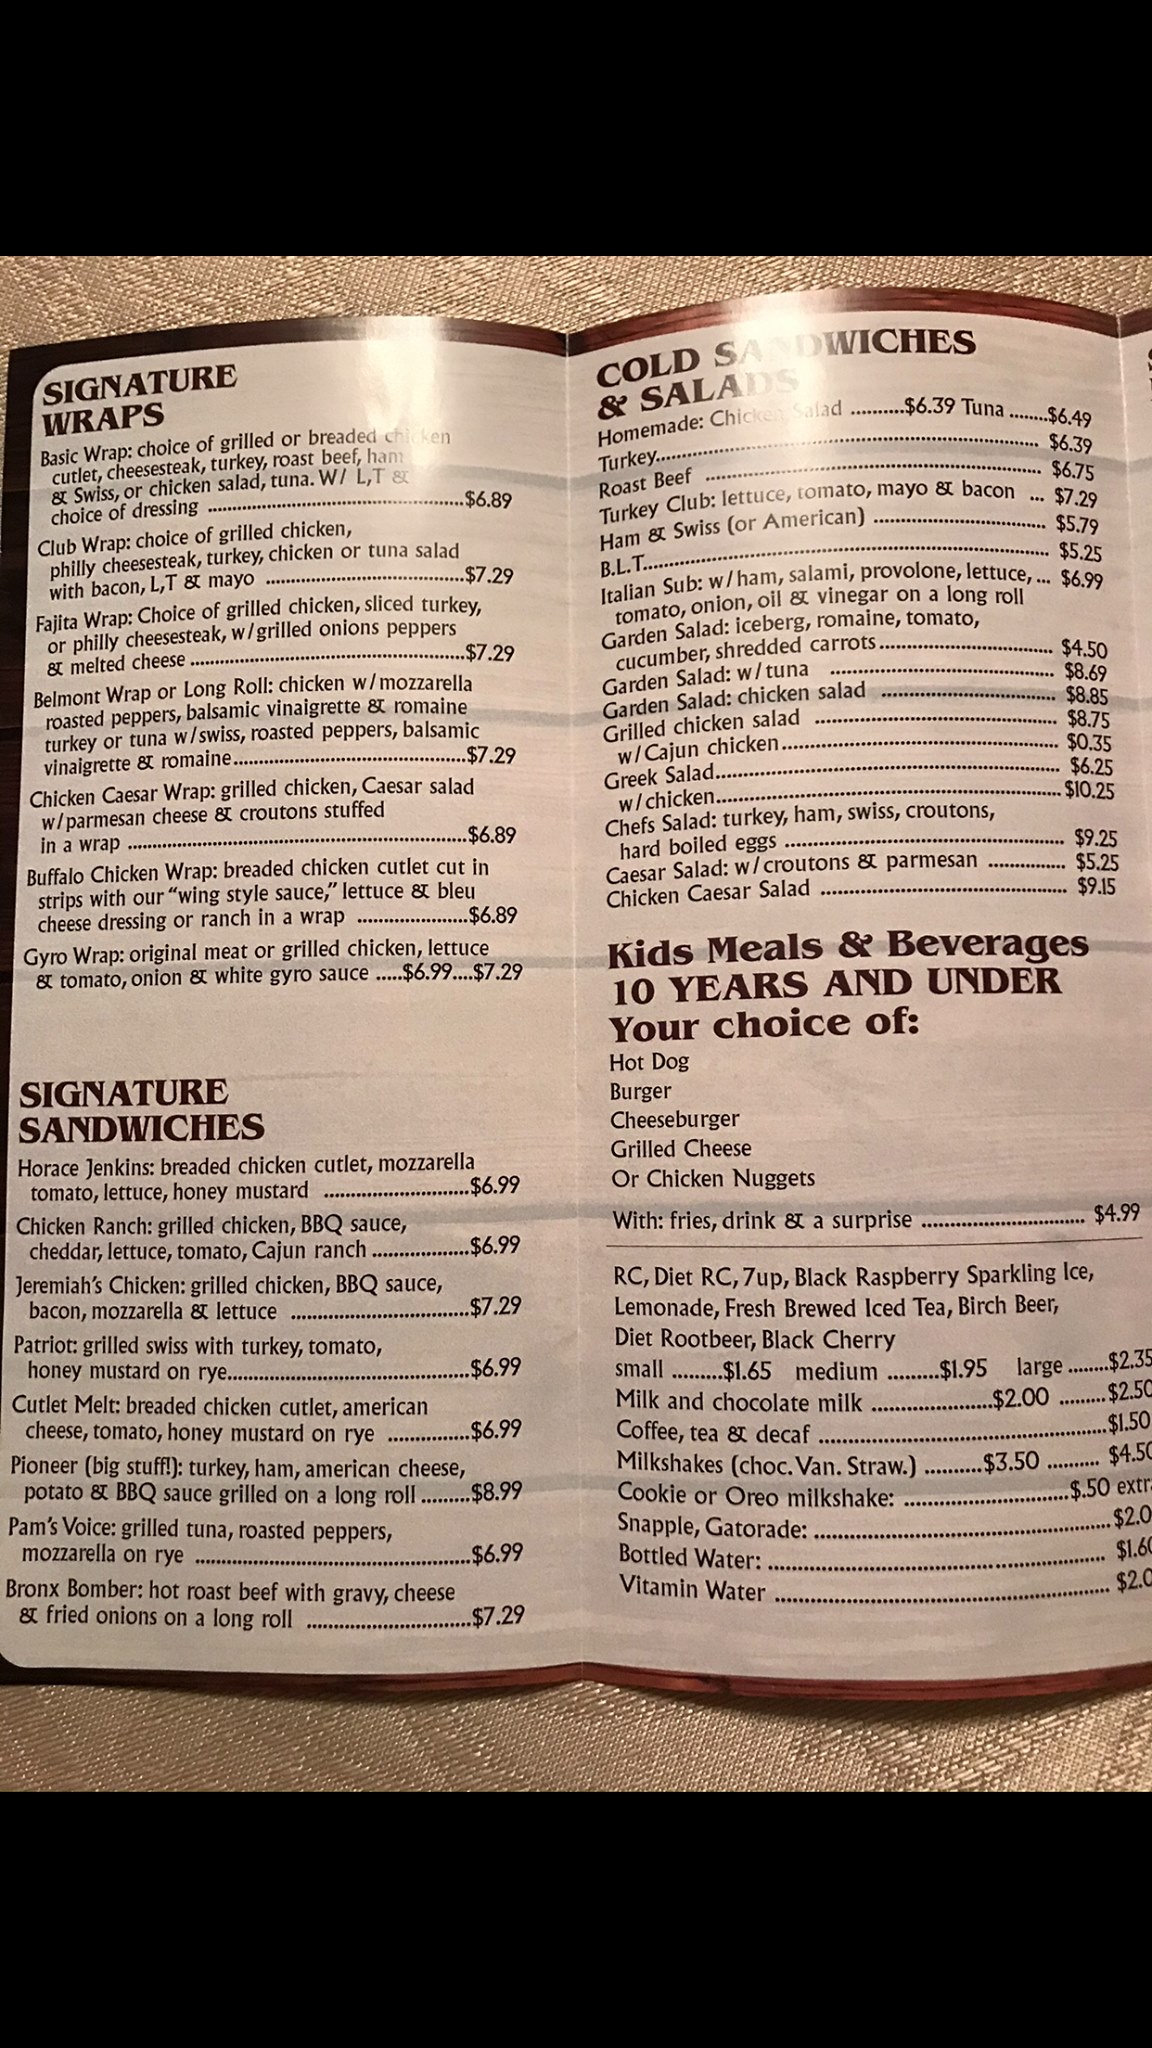 SIGNATURE
WRAPS
Basic Wrap: choice of grilled or breaded chicken
cutlet, cheesesteak, turkey, roast beef, ham
& Swiss, or chicken salad, tuna. W/ L,T &
choice of dressing ..........$6.89
Club Wrap: choice of grilled chicken,
philly cheesesteak, turkey, chicken or tuna salad
with bacon, L,T & mayo ..........$7.29
Fajita Wrap: Choice of grilled chicken, sliced turkey,
or philly cheesesteak, w/grilled onions peppers
& melted cheese ..........$7.29
Belmont Wrap or Long Roll: chicken w/mozzarella
roasted peppers, balsamic vinaigrette & romaine
turkey or tuna w/swiss, roasted peppers, balsamic
vinaigrette & romaine..........$7.29
Chicken Caesar Wrap: grilled chicken, Caesar salad
w/parmesan cheese & croutons stuffed
in a wrap ..........$6.89
Buffalo Chicken Wrap: breaded chicken cutlet cut in
strips with our “wing style sauce,” lettuce & bleu
cheese dressing or ranch in a wrap ..........$6.89
Gyro Wrap: original meat or grilled chicken, lettuce
& tomato, onion & white gyro sauce .....$6.99....$7.29
SIGNATURE
SANDWICHES
Horace Jenkins: breaded chicken cutlet, mozzarella
tomato, lettuce, honey mustard ..........$6.99
Chicken Ranch: grilled chicken, BBQ sauce,
cheddar, lettuce, tomato, Cajun ranch ..........$6.99
Jeremiah's Chicken: grilled chicken, BBQ sauce,
bacon, mozzarella & lettuce ..........$7.29
Patriot: grilled swiss with turkey, tomato,
honey mustard on rye..........$6.99
Cutlet Melt: breaded chicken cutlet, american
cheese, tomato, honey mustard on rye ..........$6.99
Pioneer (big stuff!): turkey, ham, american cheese,
potato & BBQ sauce grilled on a long roll .........$8.99
Pam's Voice: grilled tuna, roasted peppers,
mozzarella on rye ..........$6.99
Bronx Bomber: hot roast beef with gravy, cheese
& fried onions on a long roll ..........$7.29
COLD SANDWICHES
& SALADS
Homemade: Chicken Salad ..........$6.39 Tuna .......$6.49
Turkey.......... $6.39
Roast Beef .......... $6.75
Turkey Club: lettuce, tomato, mayo & bacon ... $7.29
Ham & Swiss (or American) .......... $5.79
B.L.T.......... $5.25
Italian Sub: w/ham, salami, provolone, lettuce, ... $6.99
tomato, onion, oil & vinegar on a long roll
Garden Salad: iceberg, romaine, tomato,
cucumber, shredded carrots.......... $4.50
Garden Salad: w/tuna .......... $8.69
Garden Salad: chicken salad .......... $8.85
Grilled chicken salad .......... $8.75
w/Cajun chicken.......... $0.35
Greek Salad.......... $6.25
w/chicken..........$10.25
Chefs Salad: turkey, ham, swiss, croutons,
hard boiled eggs .......... $9.25
Caesar Salad: w/croutons & parmesan .......... $5.25
Chicken Caesar Salad .......... $9.15
Kids Meals & Beverages
10 YEARS AND UNDER
Your choice of:
Hot Dog
Burger
Cheeseburger
Grilled Cheese
Or Chicken Nuggets
With: fries, drink & a surprise .......... $4.99
RC, Diet RC, 7up, Black Raspberry Sparkling Ice,
Lemonade, Fresh Brewed Iced Tea, Birch Beer,
Diet Rootbeer, Black Cherry
small .........$1.65 medium .........$1.95 large ........$2.35
Milk and chocolate milk ..........$2.00 .........$2.50
Coffee, tea & decaf ..........$1.50
Milkshakes (choc. Van. Straw.) ..........$3.50 .......... $4.50
Cookie or Oreo milkshake: ..........$.50 extr
Snapple, Gatorade: ..........$2.0
Bottled Water: .......... $1.60
Vitamin Water .......... $2.0